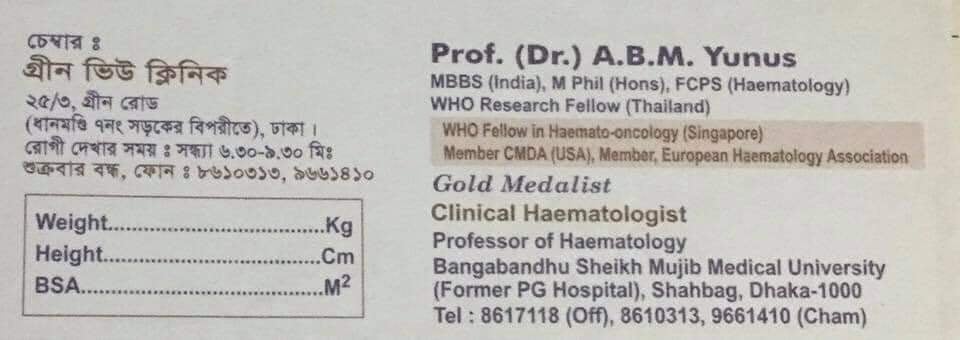 চেম্বার :
গ্রীন ভিউ ক্লিনিক
২৫/৩, গ্রীন রোড
(ধানমন্ডি ৭নং সড়কের বিপরীতে), ঢাকা ।
রোগী দেখার সময় : সন্ধ্যা ৬.৩০-৯.৩০ মিঃ
শুক্রবার বন্ধ, ফোন : ৮৬১০৩১৩, ৯৬৬১৪১০
Weight....................................Kg
Height....................................Cm
BSA........................................M²
Prof. (Dr.) A.B.M. Yunus
MBBS (India), M Phil (Hons), FCPS (Haematology)
WHO Research Fellow (Thailand)
WHO Fellow in Haemato-oncology (Singapore)
Member CMDA (USA), Member, European Haematology Association
Gold Medalist
Clinical Haematologist
Professor of Haematology
Bangabandhu Sheikh Mujib Medical University
(Former PG Hospital), Shahbag, Dhaka-1000
Tel : 8617118 (Off), 8610313, 9661410 (Cham)